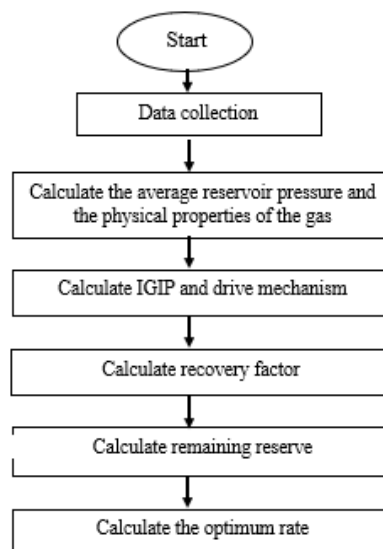 Start
Data collection
Calculate the average reservoir pressure and
the physical properties of the gas
Calculate IGIP and drive mechanism
Calculate recovery factor
Calculate remaining reserve
Calculate the optimum rate